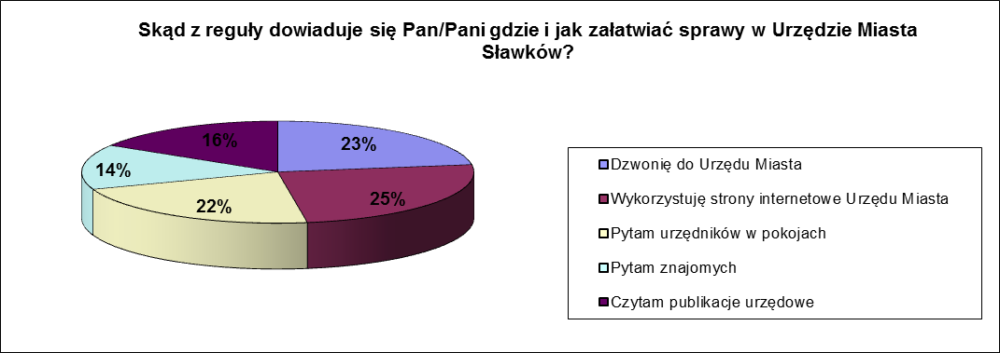 Skąd z reguły dowiaduje się Pan/Pani gdzie i jak załatwiać sprawy w Urzędzie Miasta
Sławków?
16%
23%
14%
22%
25%
Dzwonię do Urzędu Miasta
Wykorzystuję strony internetowe Urzędu Miasta
Pytam urzędników w pokojach
Pytam znajomych
Czytam publikacje urzędowe